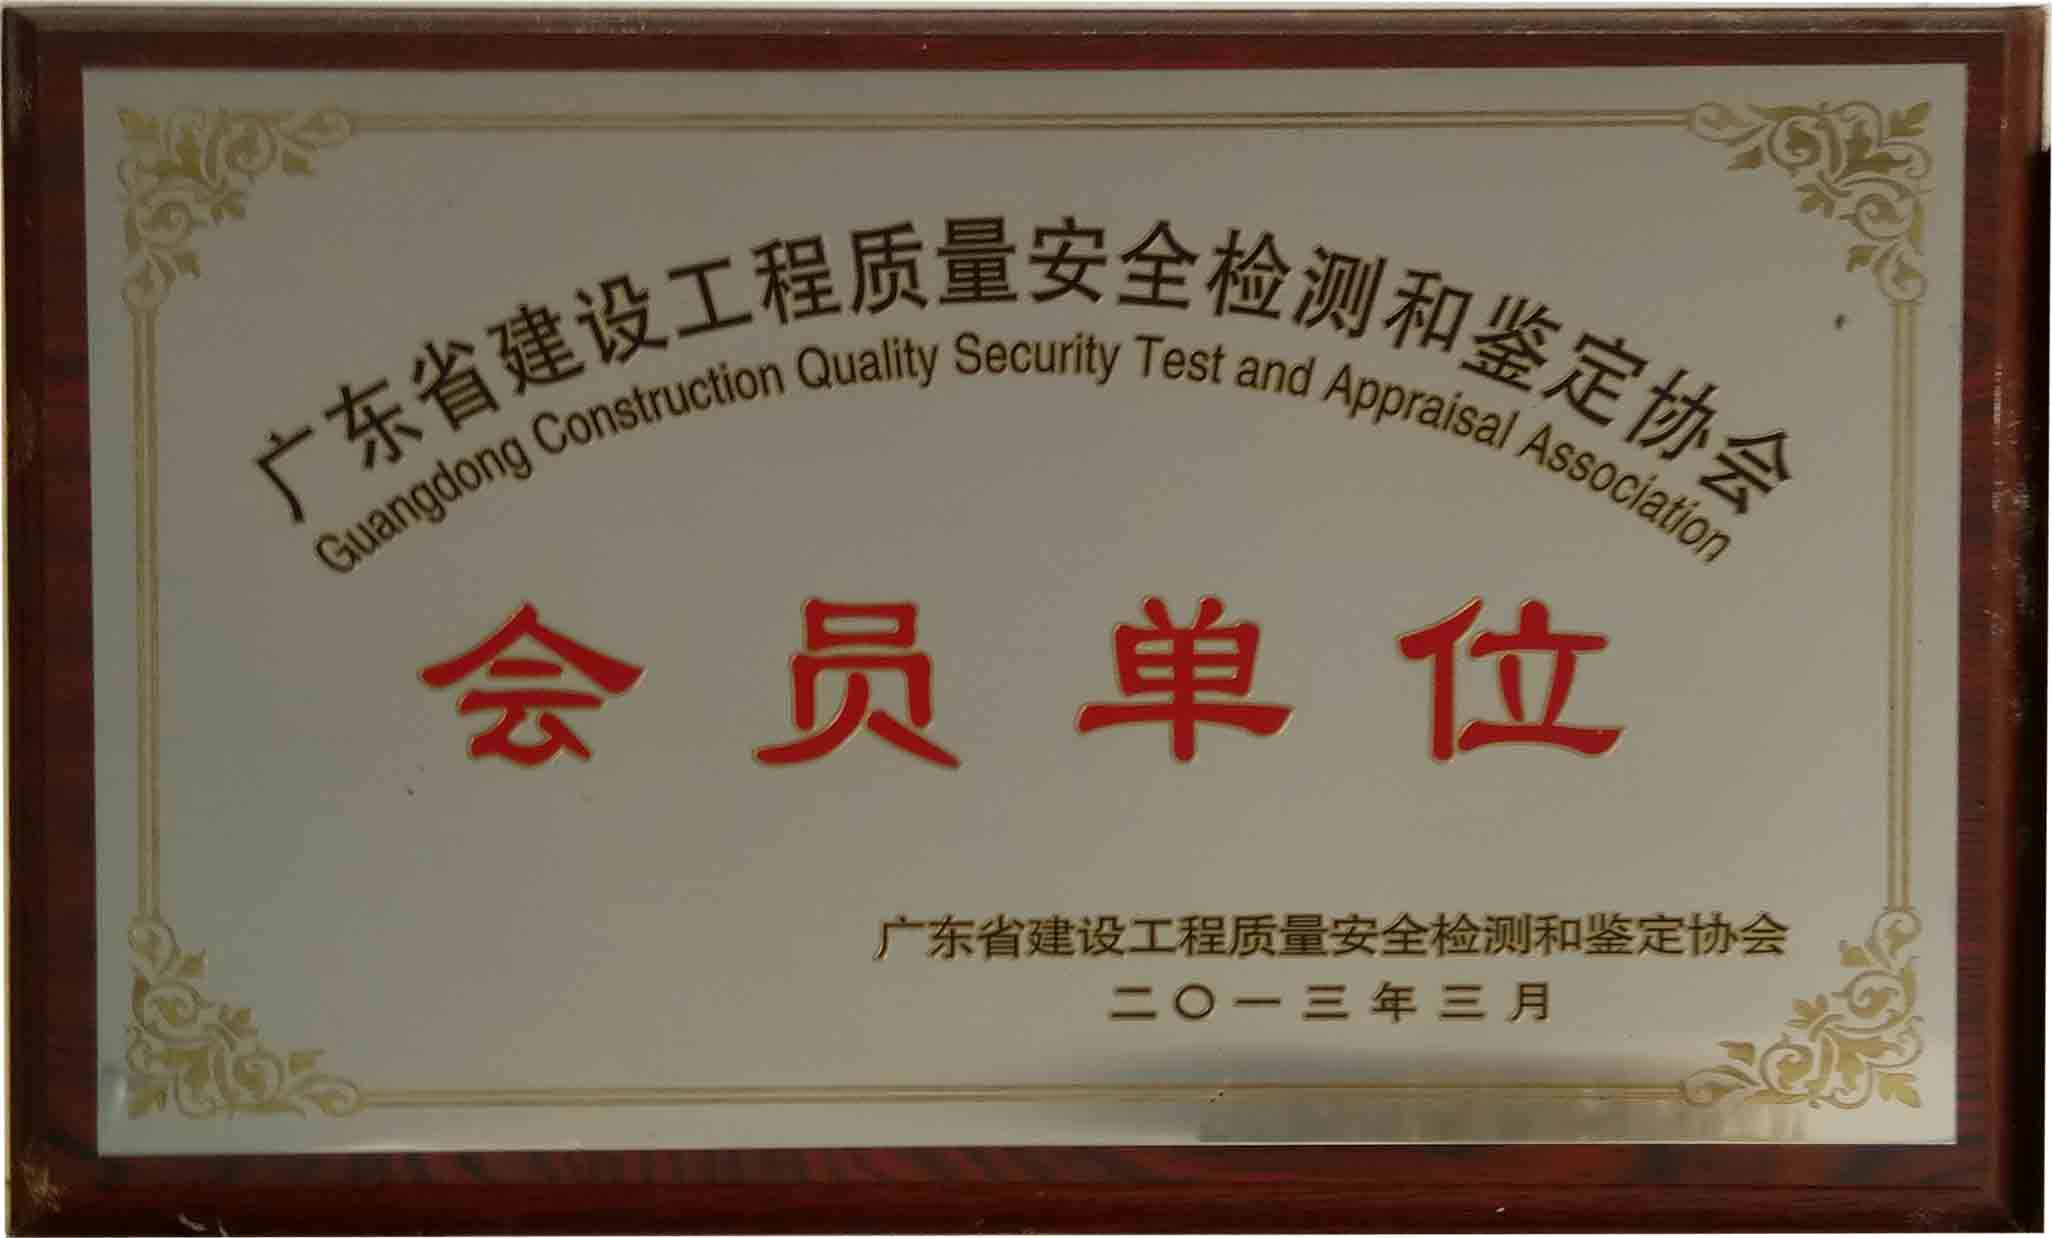 广东省建设工程质量安全检测和鉴定协会
Guangdong Construction Quality Security Test and Appraisal Association
会员单位
广东省建设工程质量安全检测和鉴定协会
二〇一三年三月